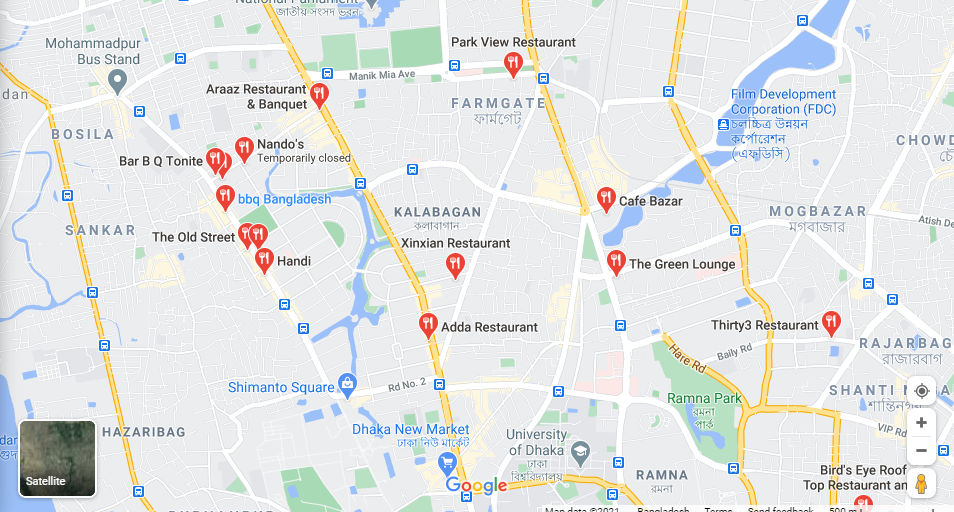 National Parliament
জাতীয় সংসদ ভবন
Mohammadpur
Bus Stand
Park View Restaurant
Manik Mia Ave
Araaz Restaurant
& Banquet
FARMGATE
ফার্মগেট
Film Development
Corporation (FDC)
চলচ্চিত্র উন্নয়ন
কর্পোরেশন
(এফডিসি)
BOSILA
Nando's
Temporarily closed
Bar B Q Tonite
bbq Bangladesh
KALABAGAN
কলাবাগান
Cafe Bazar
MOGBAZAR
মগবাজার
Atish De
CHOWD
SANKAR
The Old Street
Handi
Xinxian Restaurant
The Green Lounge
Adda Restaurant
Thirty3 Restaurant
Baily Rd
Hare Rd
RAJARBAG
রাজারবাগ
Shimanto Square
Rd No. 2
Ramna Park
রমনা
পার্ক
SHANTI NA
শান্তিনগর
VIP Rd
HAZARIBAG
Dhaka New Market
ঢাকা নিউ মার্কেট
University
of Dhaka
ঢাকা
বিশ্ববিদ্যালয়
RAMNA
রমনা
Bird's Eye Roof
Top Restaurant an
Satellite
Google
Map data ©2021
Bangladesh
Terms
Send feedback
500 m